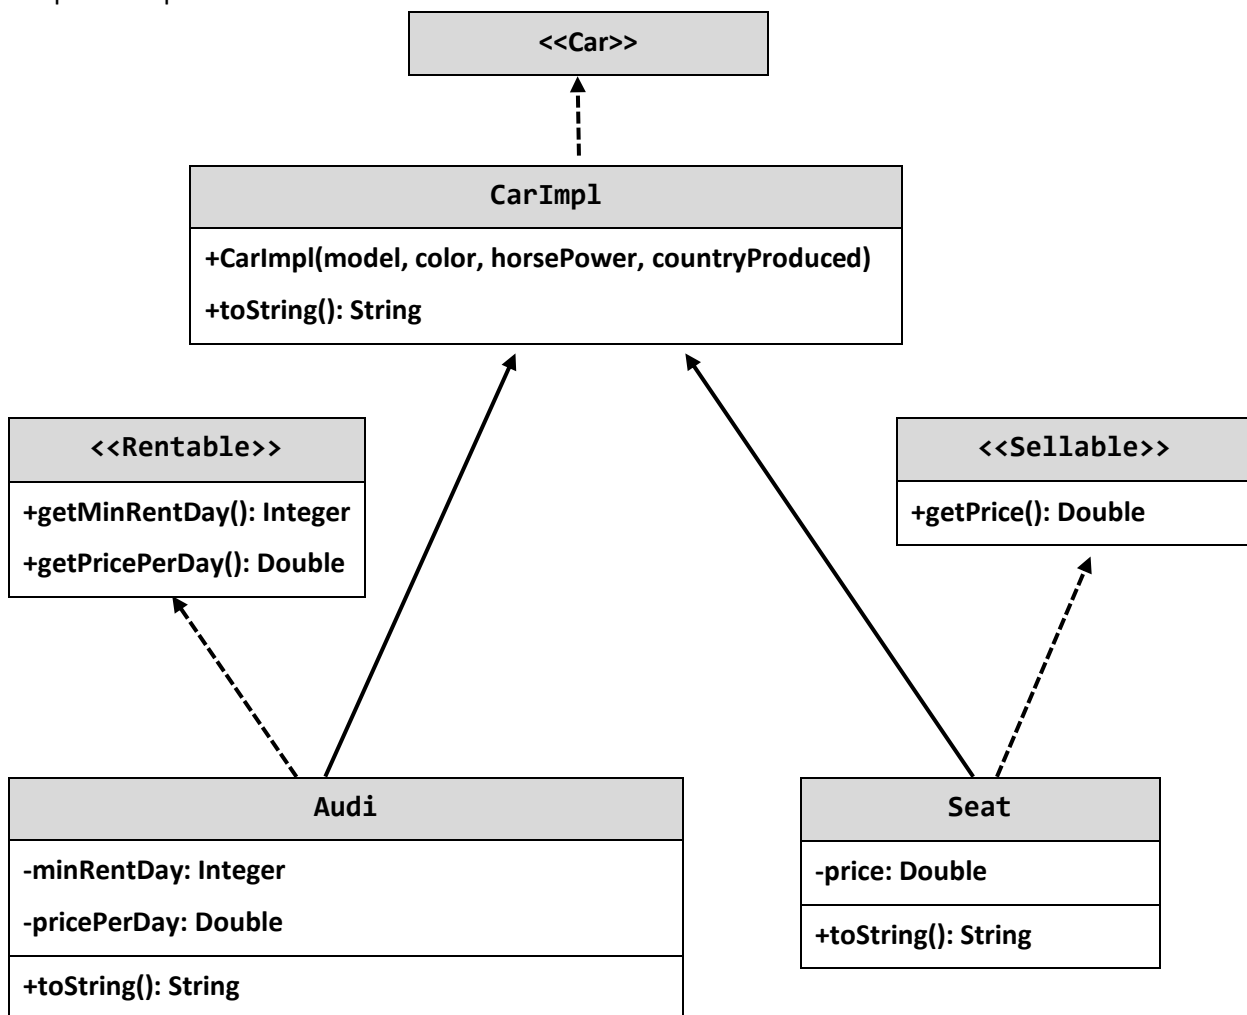 <<Car>>
CarImpl
+CarImpl(model, color, horsePower, countryProduced)
+toString(): String
<<Rentable>>
+getMinRentDay(): Integer
+getPricePerDay(): Double
<<Sellable>>
+getPrice(): Double
Audi
-minRentDay: Integer
-pricePerDay: Double
+toString(): String
Seat
-price: Double
+toString(): String